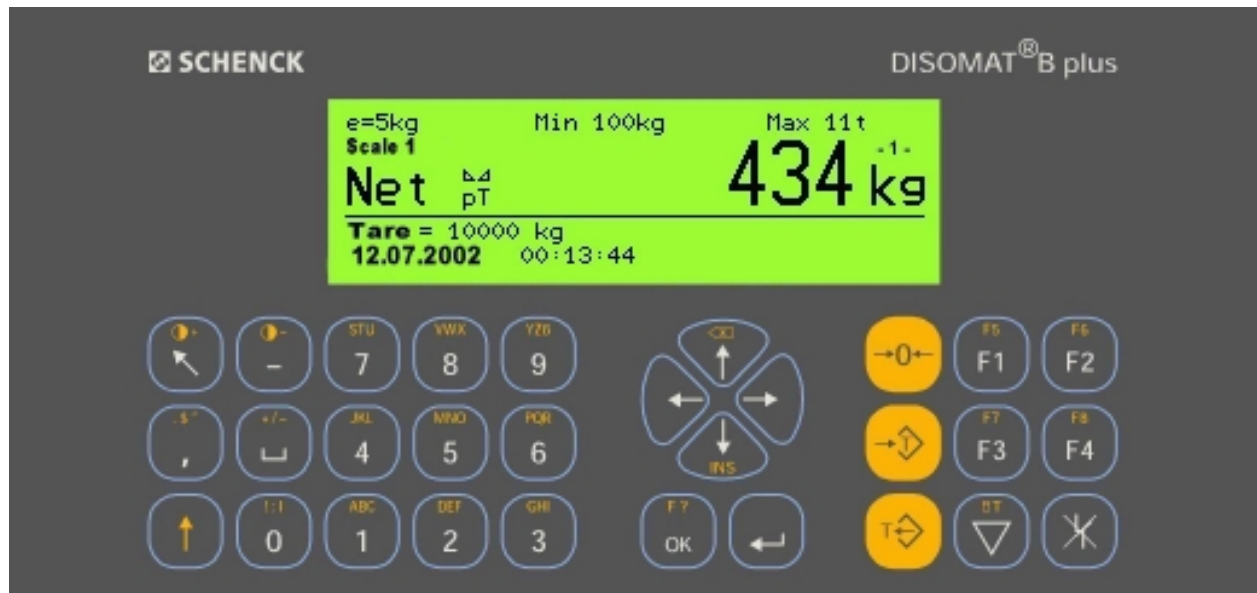 SCHENCK
DISOMAT®B plus
e=5kg Min 100kg Max 11t
Scale 1 -1-
Net pT 434 kg
Tare = 10000 kg
12.07.2002 00:13:44
+ - STU VWX YZß F5 F6
- 7 8 9 →0← F1 F2
.$" +/- JKL MNO PQR F7 F8
, 4 5 6 →T F3 F4
INS
!:| ABC DEF GHI F? BT
0 1 2 3 OK T←